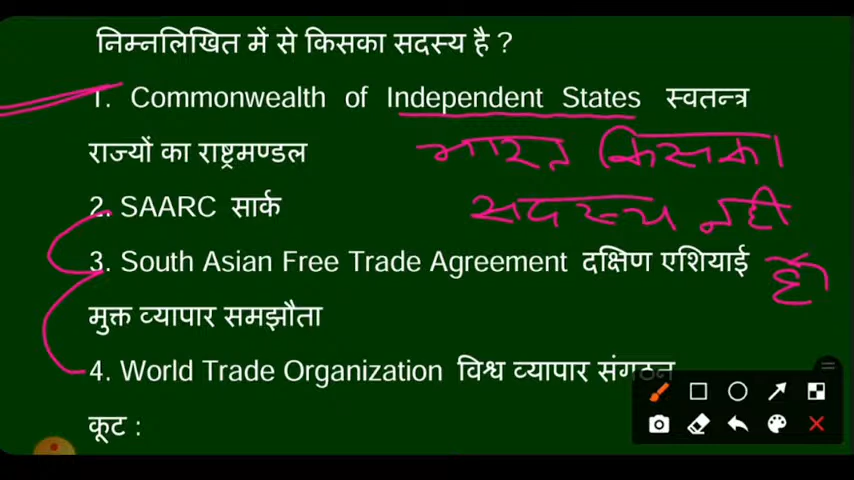 निम्नलिखित में से किसका सदस्य है ?
1. Commonwealth of Independent States स्वतन्त्र
राज्यों का राष्ट्रमण्डल
भारत किसका
2. SAARC सार्क
सदस्य नही
3. South Asian Free Trade Agreement दक्षिण एशियाई
है
मुक्त व्यापार समझौता
4. World Trade Organization विश्व व्यापार संगठन
कूट :